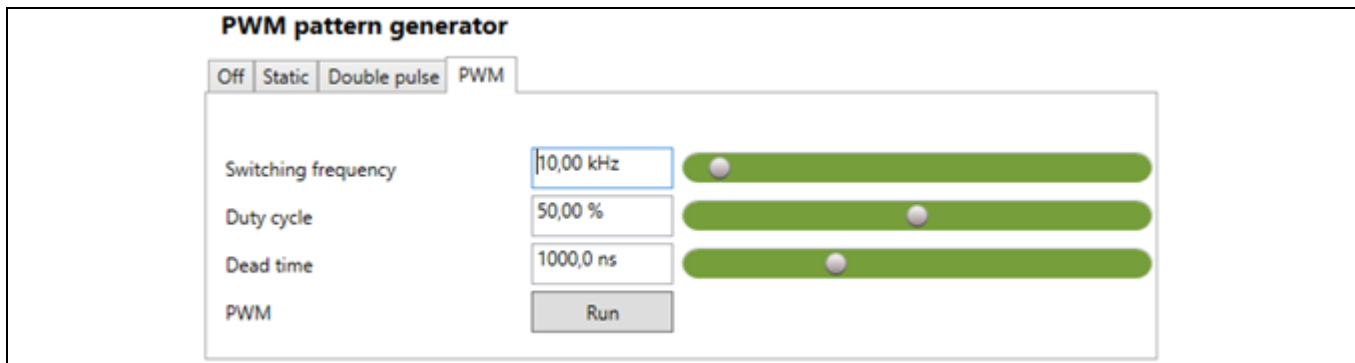 PWM pattern generator
Off Static Double pulse PWM
Switching frequency 10,00 kHz
Duty cycle 50,00 %
Dead time 1000,0 ns
PWM Run